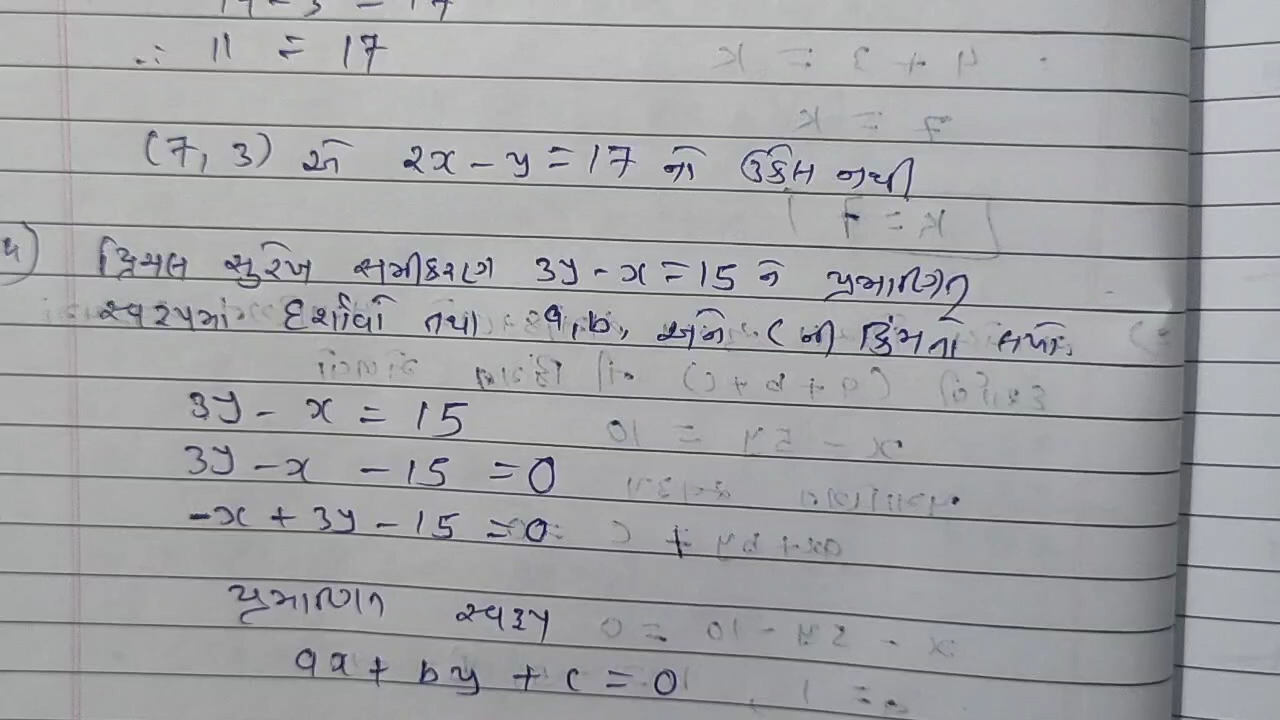 ∴ 11 = 17
(7, 3) એ 2x - y = 17 નો ઉકેલ નથી
5) દ્વિચલ સુરેખ સમીકરણ 3y - x = 15 ને પ્રમાણિત
સ્વરૂપમાં દર્શાવો તથા a, b, અને c ની કિંમતો આપો.
3y - x = 15
3y - x - 15 = 0
-x + 3y - 15 = 0
પ્રમાણિત સ્વરૂપ
ax + by + c = 0